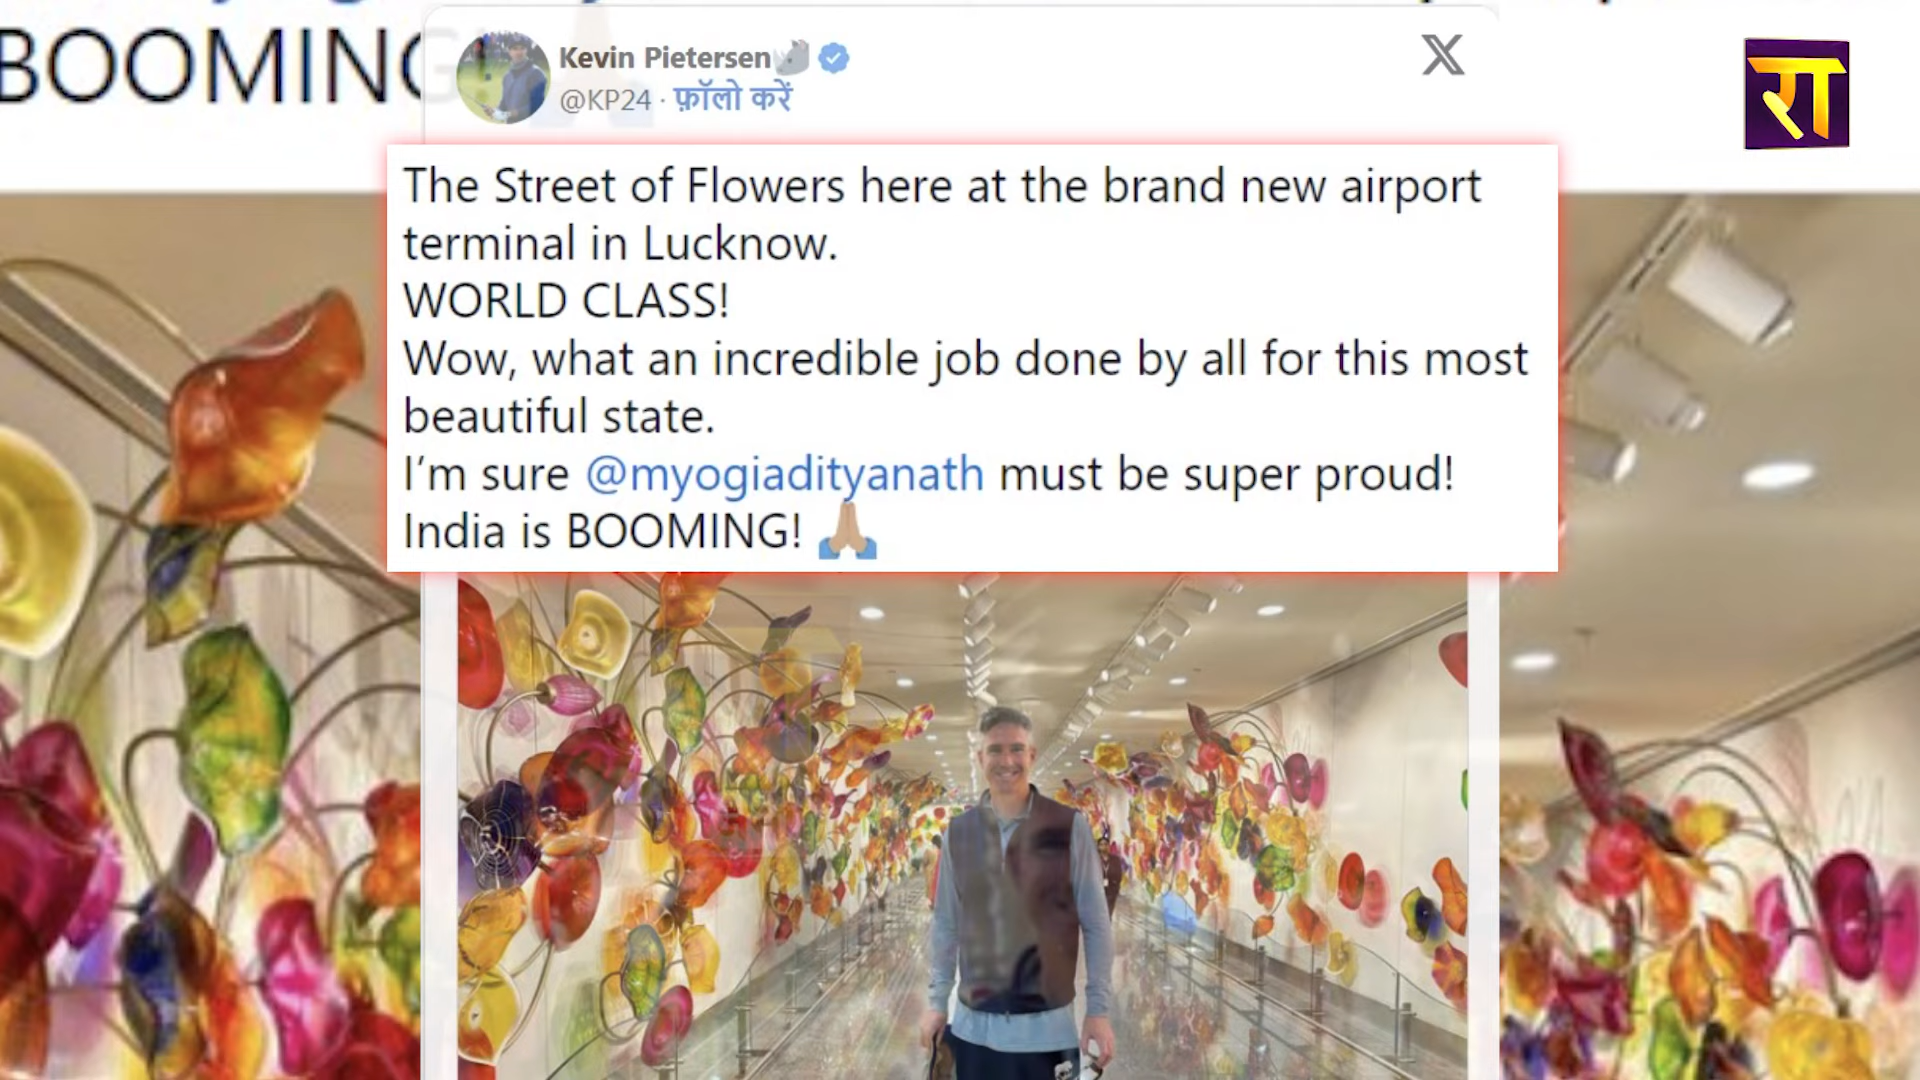 BOOMING!
Kevin Pietersen🦏
@KP24 · फ़ॉलो करें
X
रा
The Street of Flowers here at the brand new airport
terminal in Lucknow.
WORLD CLASS!
Wow, what an incredible job done by all for this most
beautiful state.
I’m sure @myogiadityanath must be super proud!
India is BOOMING! 🙏🏼